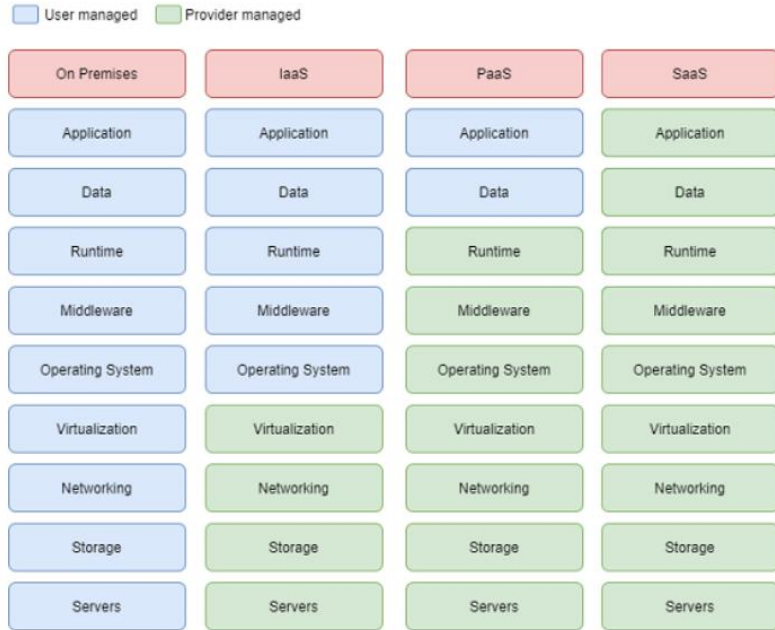 User managed Provider managed
On Premises IaaS PaaS SaaS
Application Application Application Application
Data Data Data Data
Runtime Runtime Runtime Runtime
Middleware Middleware Middleware Middleware
Operating System Operating System Operating System Operating System
Virtualization Virtualization Virtualization Virtualization
Networking Networking Networking Networking
Storage Storage Storage Storage
Servers Servers Servers Servers